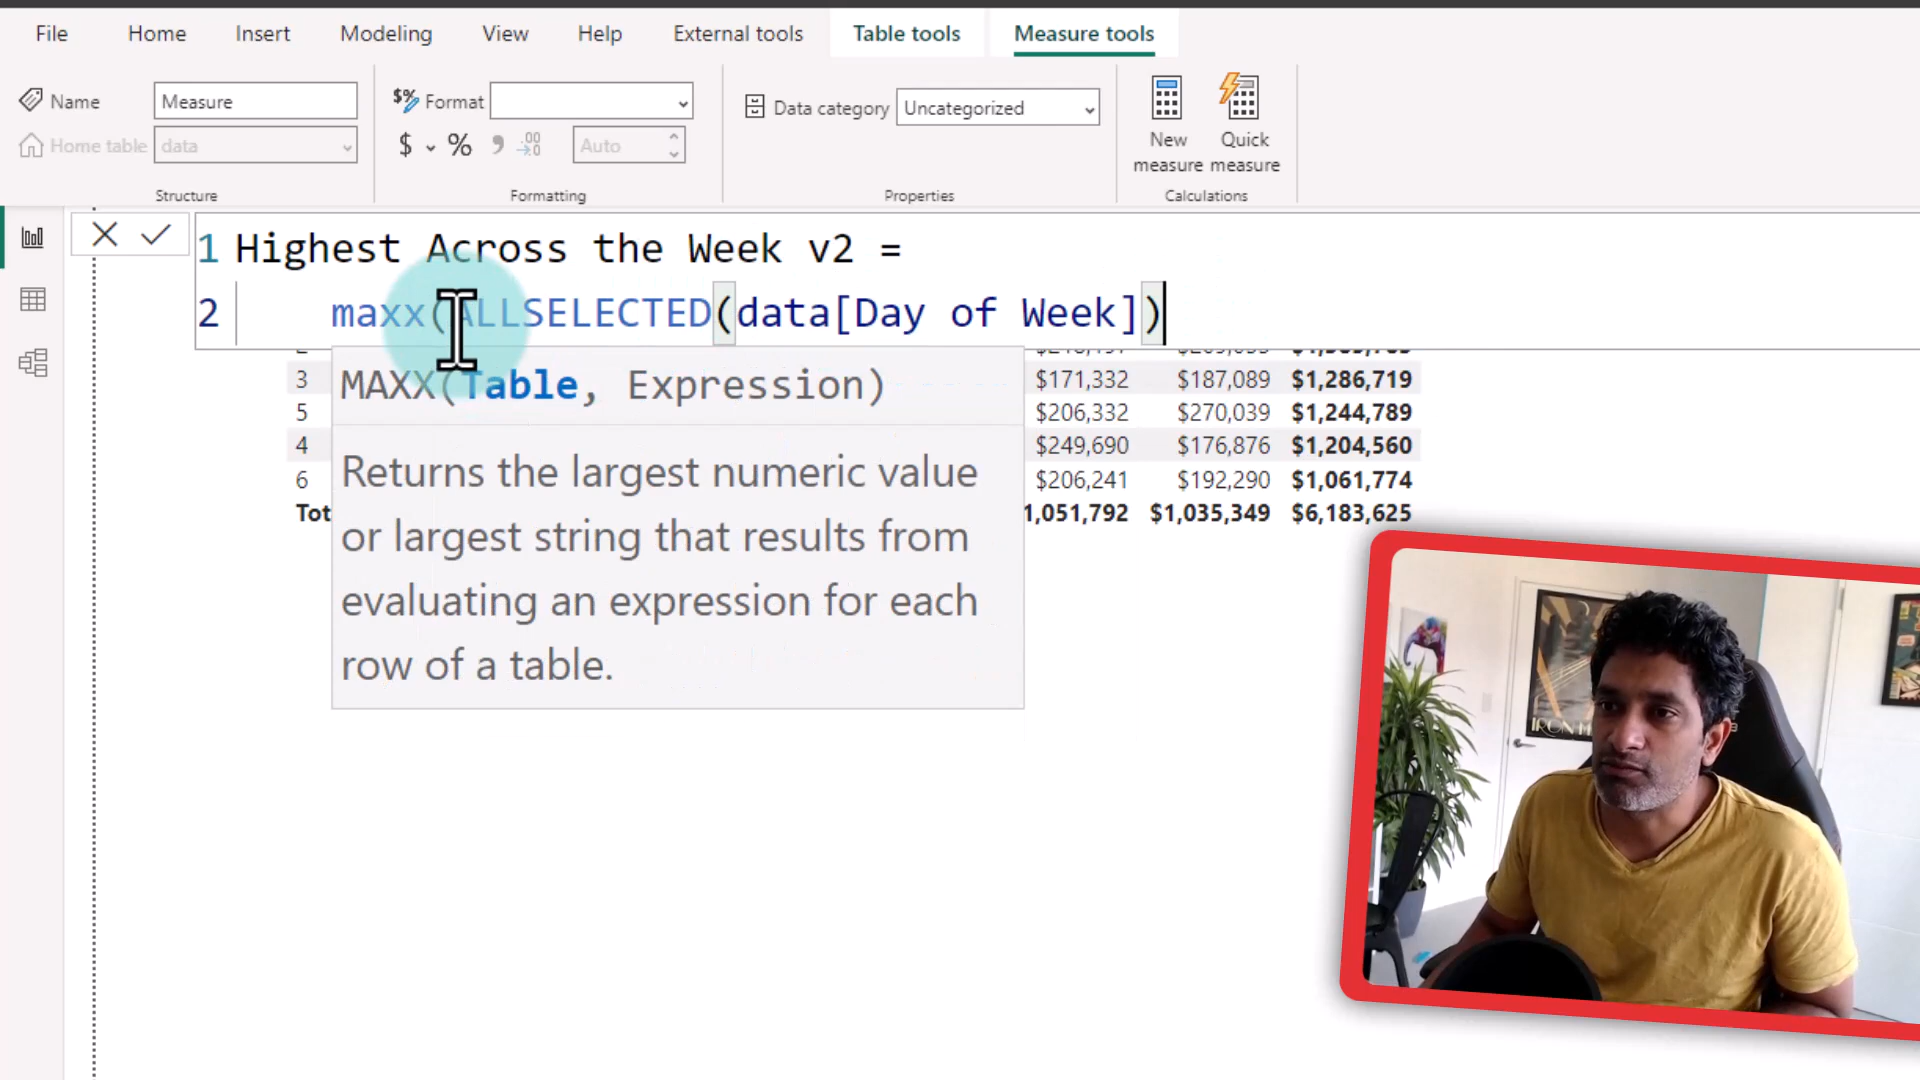 File Home Insert Modeling View Help External tools Table tools Measure tools
Name Measure
Home table data
Structure
$% Format
$ % , .00 Auto
Formatting
Data category Uncategorized
Properties
New measure
Quick measure
Calculations
1 Highest Across the Week v2 =
2 maxx(ALLSELECTED(data[Day of Week])
MAXX(Table, Expression)
Returns the largest numeric value
or largest string that results from
evaluating an expression for each
row of a table.
3 $171,332 $187,089 $1,286,719
5 $206,332 $270,039 $1,244,789
4 $249,690 $176,876 $1,204,560
6 $206,241 $192,290 $1,061,774
Tot 1,051,792 $1,035,349 $6,183,625